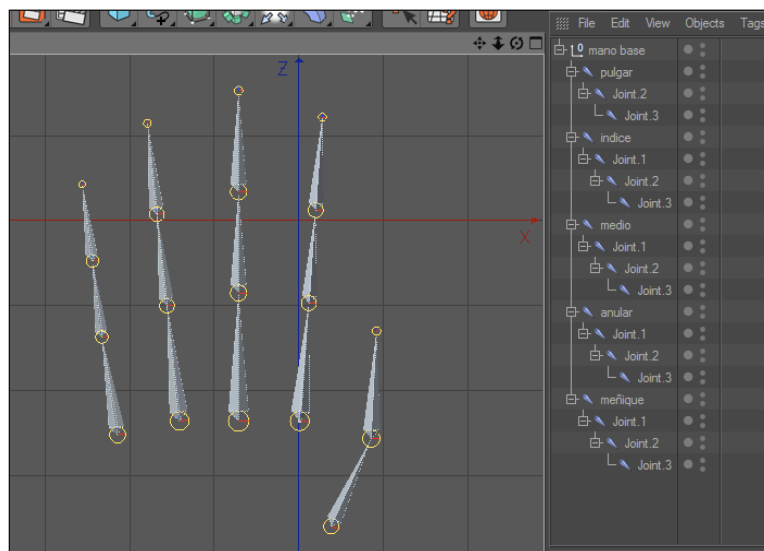 File Edit View Objects Tags
Z
X
0 mano base
pulgar
Joint.2
Joint.3
indice
Joint.1
Joint.2
Joint.3
medio
Joint.1
Joint.2
Joint.3
anular
Joint.1
Joint.2
Joint.3
meñique
Joint.1
Joint.2
Joint.3